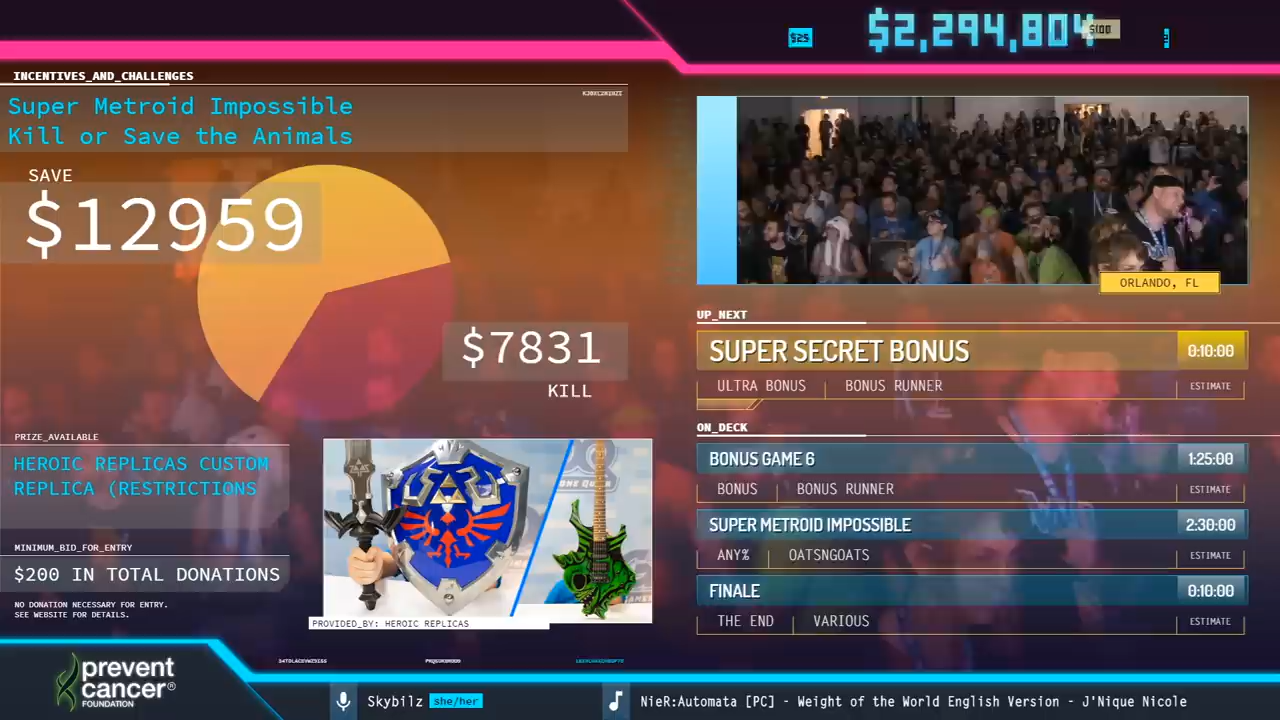 $25
$2,294,804
$100
INCENTIVES_AND_CHALLENGES
Super Metroid Impossible
Kill or Save the Animals
SAVE
$12959
$7831
KILL
PRIZE_AVAILABLE
HEROIC REPLICAS CUSTOM
REPLICA (RESTRICTIONS
MINIMUM_BID_FOR_ENTRY
$200 IN TOTAL DONATIONS
NO DONATION NECESSARY FOR ENTRY.
SEE WEBSITE FOR DETAILS.
PROVIDED_BY: HEROIC REPLICAS
ORLANDO, FL
UP_NEXT
SUPER SECRET BONUS 0:10:00
ULTRA BONUS BONUS RUNNER ESTIMATE
ON_DECK
BONUS GAME 6 1:25:00
BONUS BONUS RUNNER ESTIMATE
SUPER METROID IMPOSSIBLE 2:30:00
ANY% OATSNGOATS ESTIMATE
FINALE 0:10:00
THE END VARIOUS ESTIMATE
prevent
cancer®
FOUNDATION
Skybilz she/her
NieR:Automata [PC] - Weight of the World English Version - J'Nique Nicole